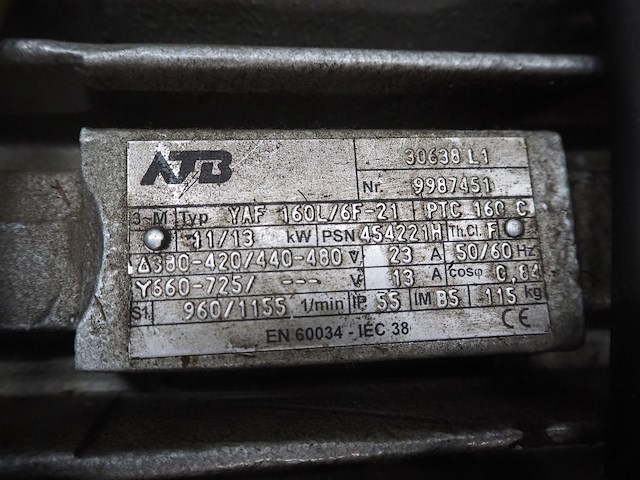 ATB
30638 L1
Nr. 9987451
3~M Typ YAF 160L/6F-21 PTC 160 C
11/13 kW PSN 454221H Th.Cl. F
Δ380-420/440-480 V 23 A 50/60 Hz
Y660-725/ --- V 13 A cosφ 0,84
S1 960/1155 1/min IP 55 IM B5 115 kg
EN 60034 - IEC 38 CE